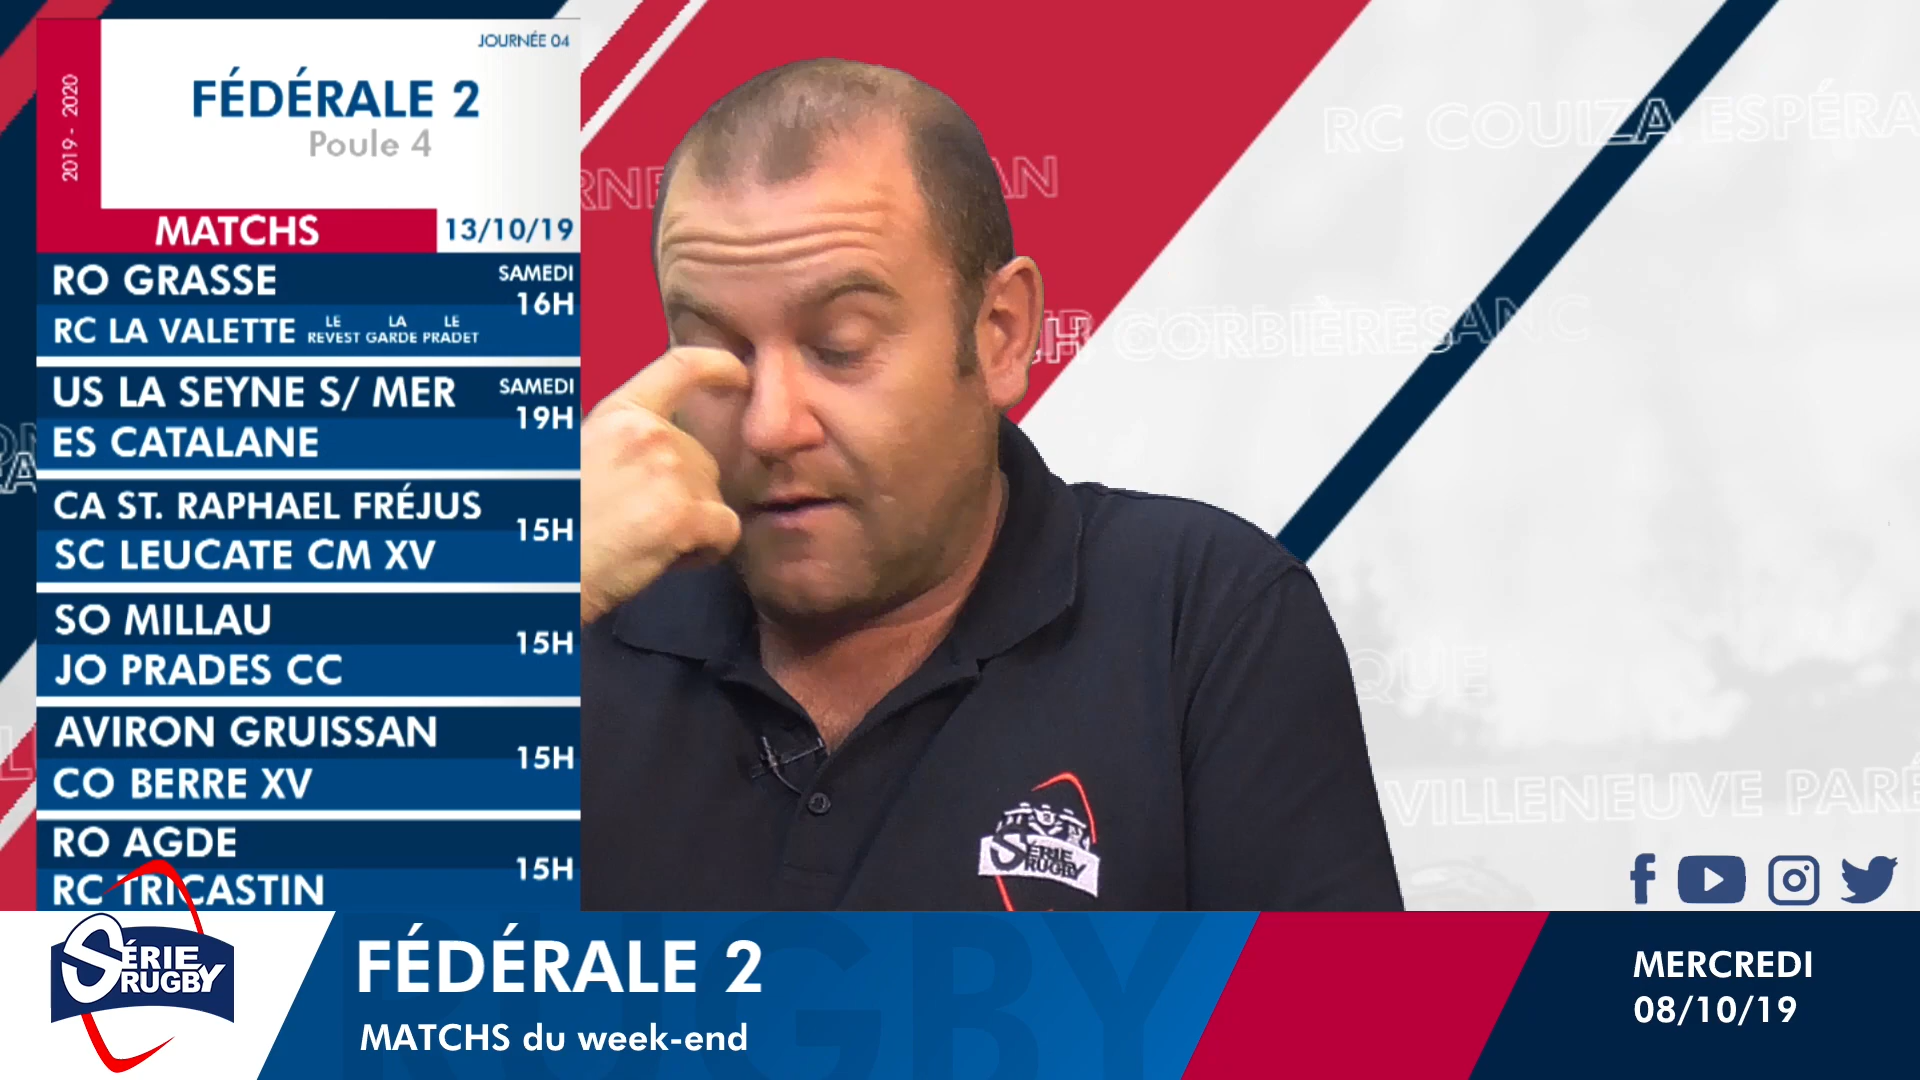 JOURNÉE 04
2019 - 2020
FÉDÉRALE 2
Poule 4
MATCHS
13/10/19
RO GRASSE
SAMEDI
16H
RC LA VALETTE
LE REVEST
LA GARDE
LE PRADET
US LA SEYNE S/ MER
SAMEDI
19H
ES CATALANE
CA ST. RAPHAEL FRÉJUS
15H
SC LEUCATE CM XV
SO MILLAU
15H
JO PRADES CC
AVIRON GRUISSAN
15H
CO BERRE XV
RO AGDE
15H
RC TRICASTIN
RC COUIZA ESPÉRA
CORBIÈRES
QUE
VILLENEUVE PARÉ
SÉRIE
RUGBY
SÉRIE
RUGBY
RUGBY
FÉDÉRALE 2
MATCHS du week-end
MERCREDI
08/10/19